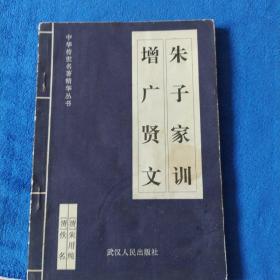 中华传世名著精华丛书
朱子家训
增广贤文
[清]朱用纯
[清]佚名
武汉人民出版社